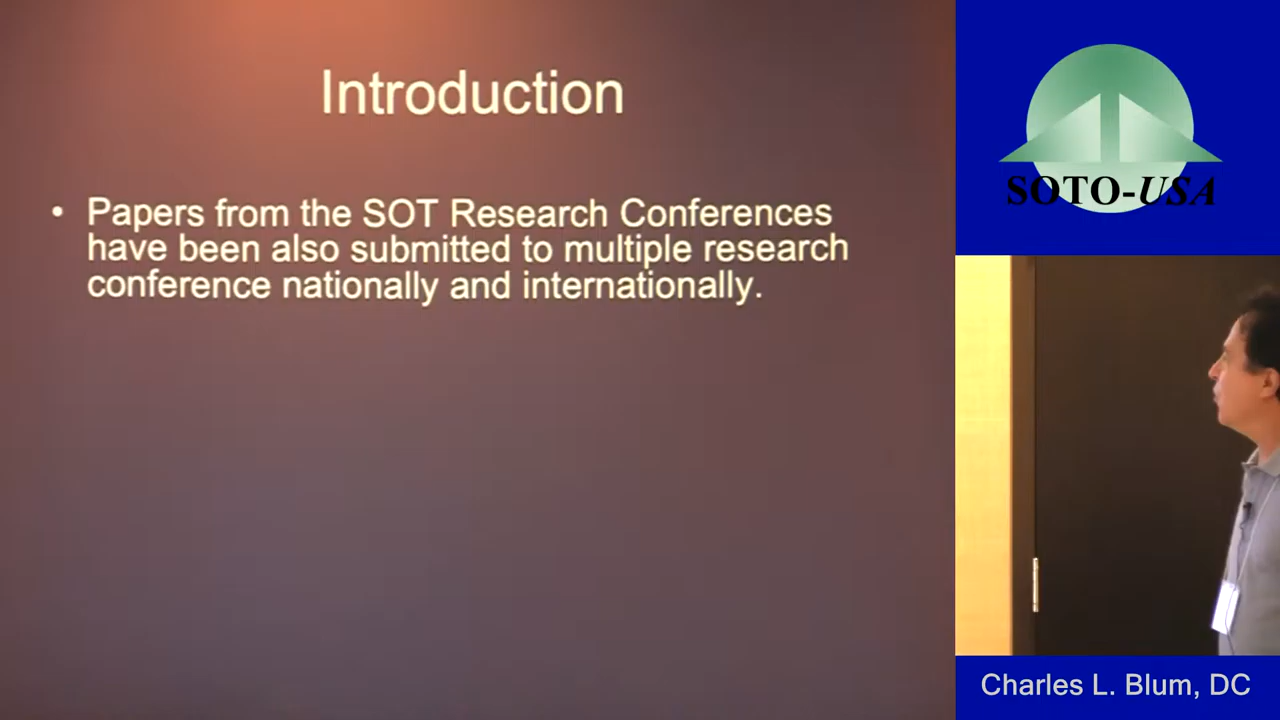 Introduction
• Papers from the SOT Research Conferences
have been also submitted to multiple research
conference nationally and internationally.
SOTO-USA
Charles L. Blum, DC